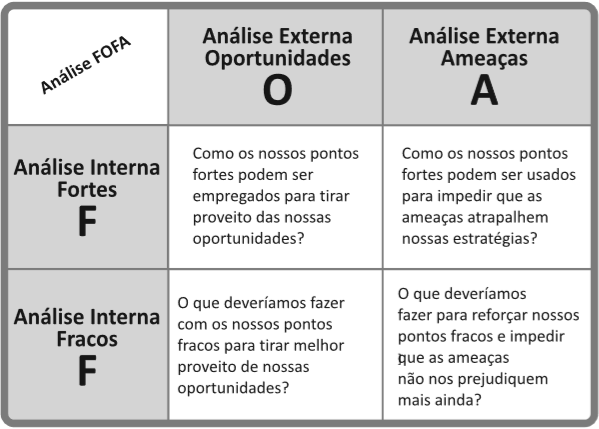 Análise FOFA
Análise Externa
Oportunidades
O
Análise Externa
Ameaças
A
Análise Interna
Fortes
F
Como os nossos pontos
fortes podem ser
empregados para tirar
proveito das nossas
oportunidades?
Como os nossos pontos
fortes podem ser usados
para impedir que as
ameaças atrapalhem
nossas estratégias?
Análise Interna
Fracos
F
O que deveríamos fazer
com os nossos pontos
fracos para tirar melhor
proveito de nossas
oportunidades?
O que deveríamos
fazer para reforçar nossos
pontos fracos e impedir
que as ameaças
não nos prejudiquem
mais ainda?